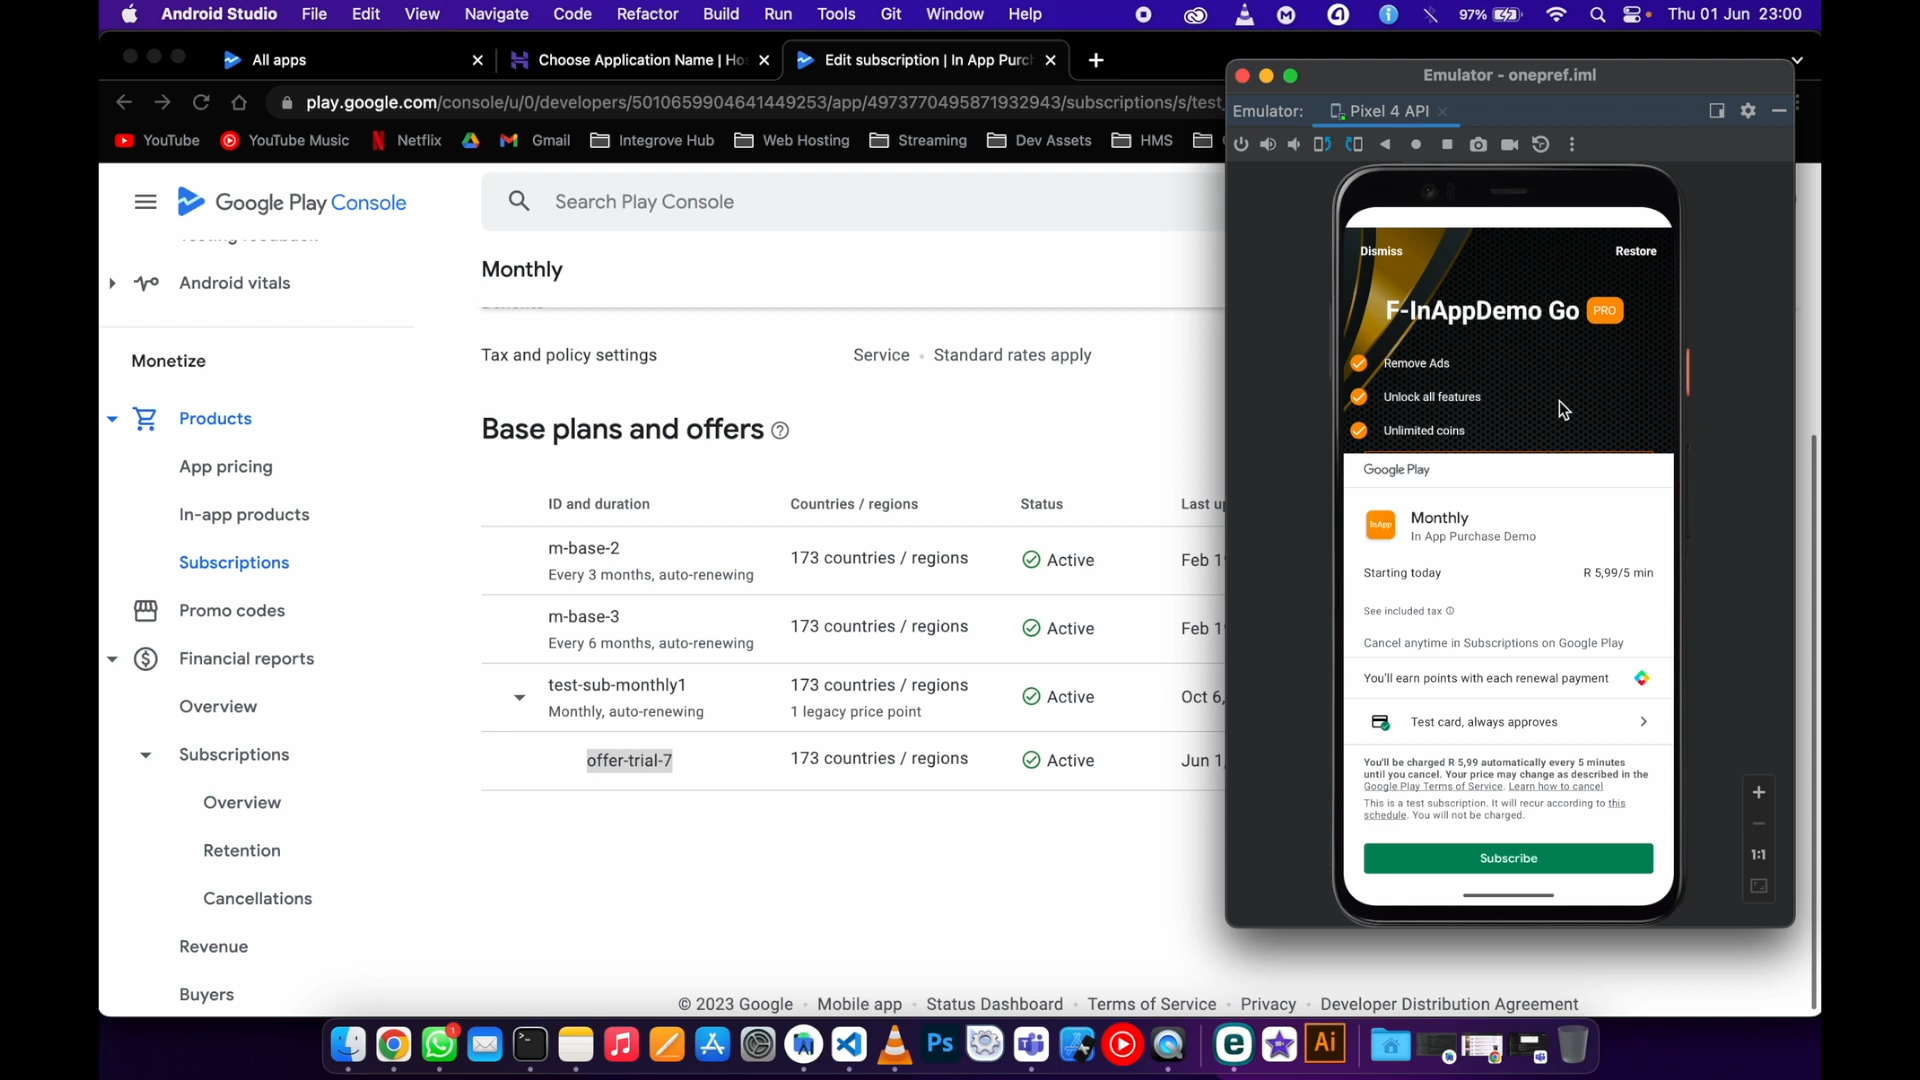 Android Studio File Edit View Navigate Code Refactor Build Run Tools Git Window Help 97% Thu 01 Jun 23:00
All apps
Choose Application Name | Hos
Edit subscription | In App Purch
play.google.com/console/u/0/developers/5010659904641449253/app/4973770495871932943/subscriptions/s/test_
YouTube YouTube Music Netflix Gmail Integrove Hub Web Hosting Streaming Dev Assets HMS
Google Play Console
Search Play Console
Android vitals
Monetize
Products
App pricing
In-app products
Subscriptions
Promo codes
Financial reports
Overview
Subscriptions
Overview
Retention
Cancellations
Revenue
Buyers
Monthly
Tax and policy settings Service • Standard rates apply
Base plans and offers
ID and duration Countries / regions Status Last up
m-base-2 173 countries / regions Active Feb 1
Every 3 months, auto-renewing
m-base-3 173 countries / regions Active Feb 1
Every 6 months, auto-renewing
test-sub-monthly1 173 countries / regions Active Oct 6,
Monthly, auto-renewing 1 legacy price point
offer-trial-7 173 countries / regions Active Jun 1,
© 2023 Google · Mobile app · Status Dashboard · Terms of Service · Privacy · Developer Distribution Agreement
Emulator - onepref.iml
Emulator: Pixel 4 API
Dismiss Restore
F-InAppDemo Go PRO
Remove Ads
Unlock all features
Unlimited coins
Google Play
InApp
Monthly
In App Purchase Demo
Starting today R 5,99/5 min
See included tax
Cancel anytime in Subscriptions on Google Play
You'll earn points with each renewal payment
Test card, always approves
You'll be charged R 5,99 automatically every 5 minutes
until you cancel. Your price may change as described in the
Google Play Terms of Service. Learn how to cancel
This is a test subscription. It will recur according to this
schedule. You will not be charged.
Subscribe
1:1
1
Ps
Ai